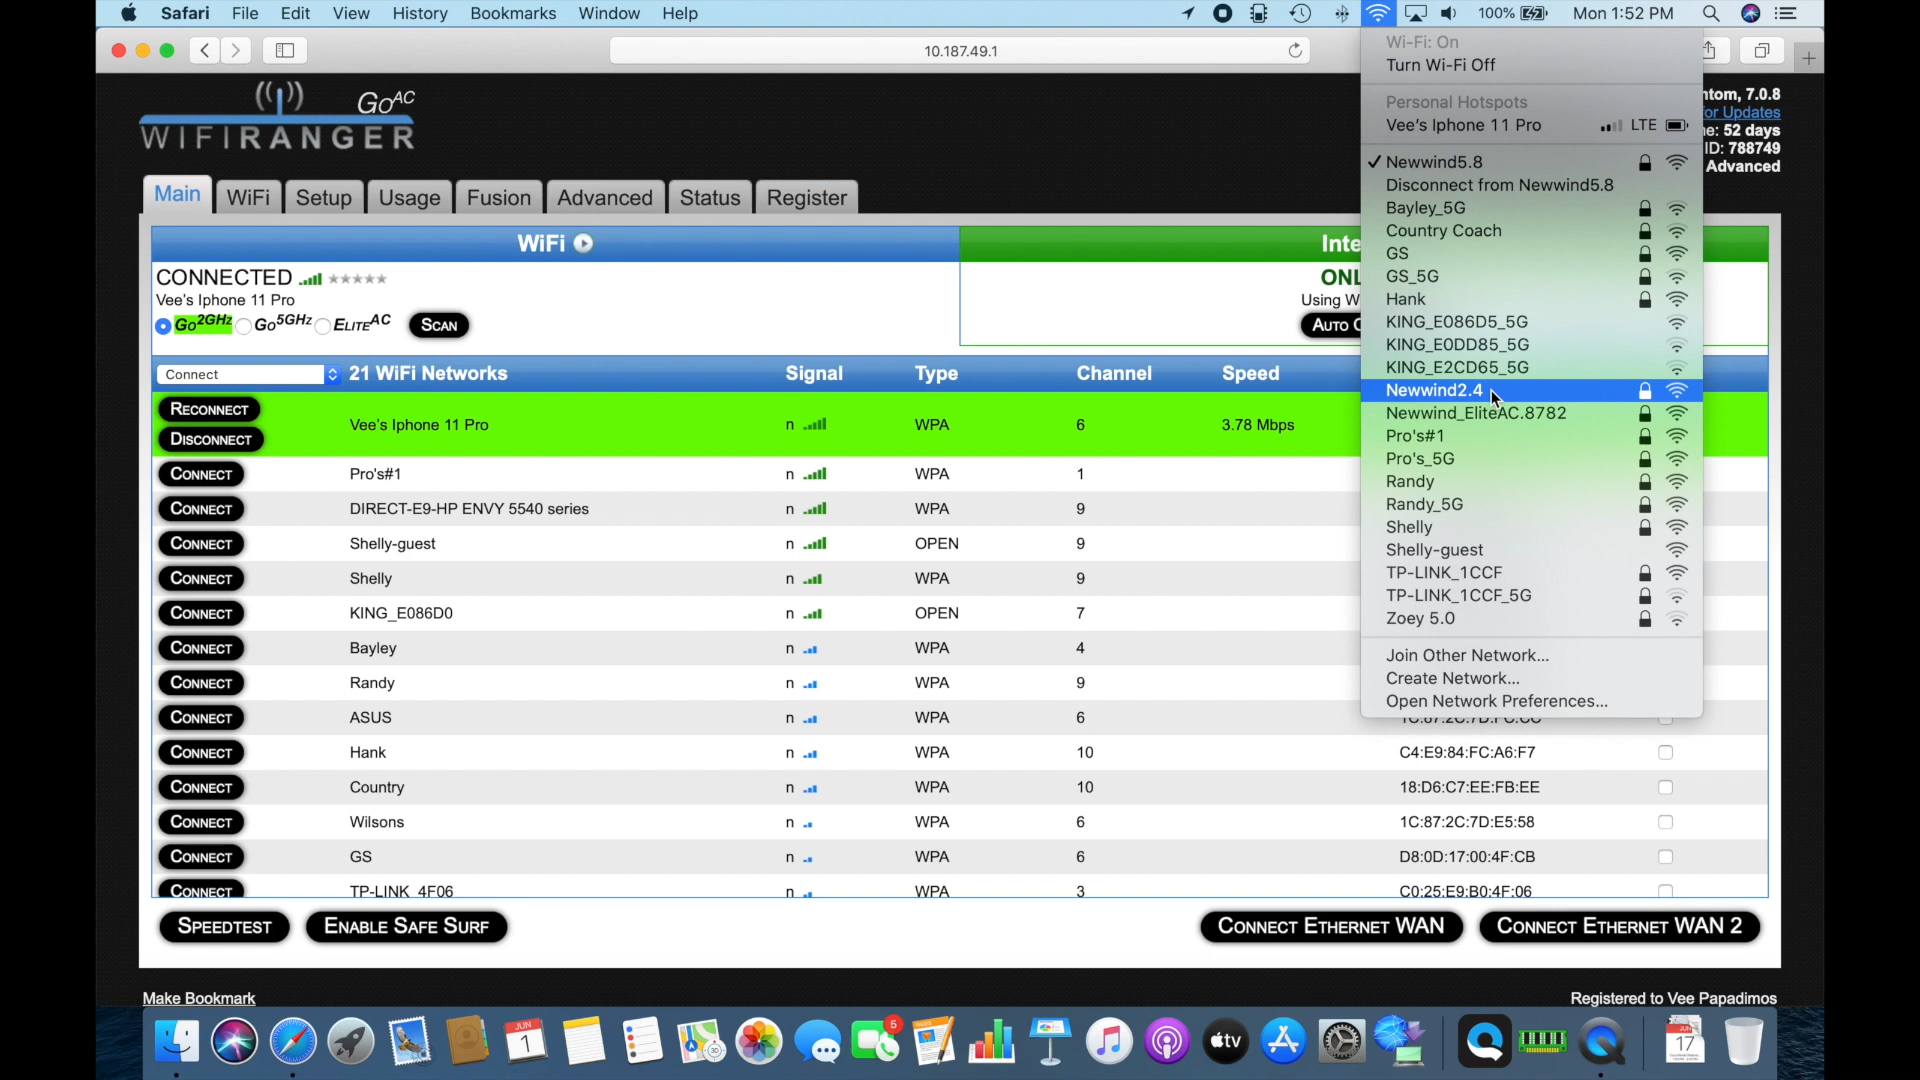 Safari File Edit View History Bookmarks Window Help 100% Mon 1:52 PM
10.187.49.1
Wi-Fi: On
Turn Wi-Fi Off
Personal Hotspots
Vee's Iphone 11 Pro LTE
✓ Newwind5.8
Disconnect from Newwind5.8
Bayley_5G
Country Coach
GS
GS_5G
Hank
KING_E086D5_5G
KING_E0DD85_5G
KING_E2CD65_5G
Newwind2.4
Newwind_EliteAC.8782
Pro's#1
Pro's_5G
Randy
Randy_5G
Shelly
Shelly-guest
TP-LINK_1CCF
TP-LINK_1CCF_5G
Zoey 5.0
Join Other Network...
Create Network...
Open Network Preferences...
GoAC
WIFIRANGER
7.0.8
for Updates
52 days
ID: 788749
Advanced
Main WiFi Setup Usage Fusion Advanced Status Register
WiFi
CONNECTED
Vee's Iphone 11 Pro
Go2GHz Go5GHz EliteAC Scan
Using
Auto
Connect 21 WiFi Networks Signal Type Channel Speed
Reconnect
Disconnect
Vee's Iphone 11 Pro n WPA 6 3.78 Mbps
Connect Pro's#1 n WPA 1
Connect DIRECT-E9-HP ENVY 5540 series n WPA 9
Connect Shelly-guest n OPEN 9
Connect Shelly n WPA 9
Connect KING_E086D0 n OPEN 7
Connect Bayley n WPA 4
Connect Randy n WPA 9
Connect ASUS n WPA 6
Connect Hank n WPA 10 C4:E9:84:FC:A6:F7
Connect Country n WPA 10 18:D6:C7:EE:FB:EE
Connect Wilsons n WPA 6 1C:87:2C:7D:E5:58
Connect GS n WPA 6 D8:0D:17:00:4F:CB
Connect TP-LINK_4F06 n WPA 3 C0:25:E9:B0:4F:06
Speedtest Enable Safe Surf Connect Ethernet WAN Connect Ethernet WAN 2
Make Bookmark Registered to Vee Papadimos
JUN 1
5
tv
JUN 17